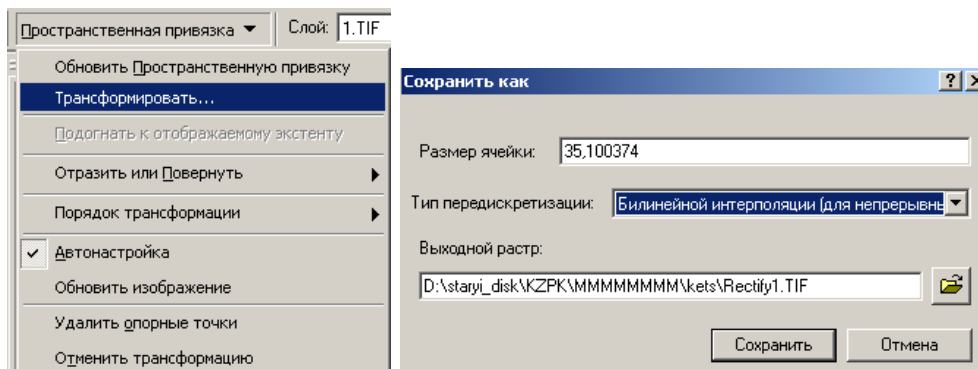 Пространственная привязка
Слой: 1.TIF
Обновить Пространственную привязку
Трансформировать...
Подогнать к отображаемому экстенту
Отразить или Повернуть
Порядок трансформации
Автонастройка
Обновить изображение
Удалить опорные точки
Отменить трансформацию
Сохранить как
Размер ячейки: 35,100374
Тип передискретизации: Билинейной интерполяции (для непрерывны
Выходной растр:
D:\staryi_disk\KZPK\MMMMMMMM\kets\Rectify1.TIF
Сохранить Отмена